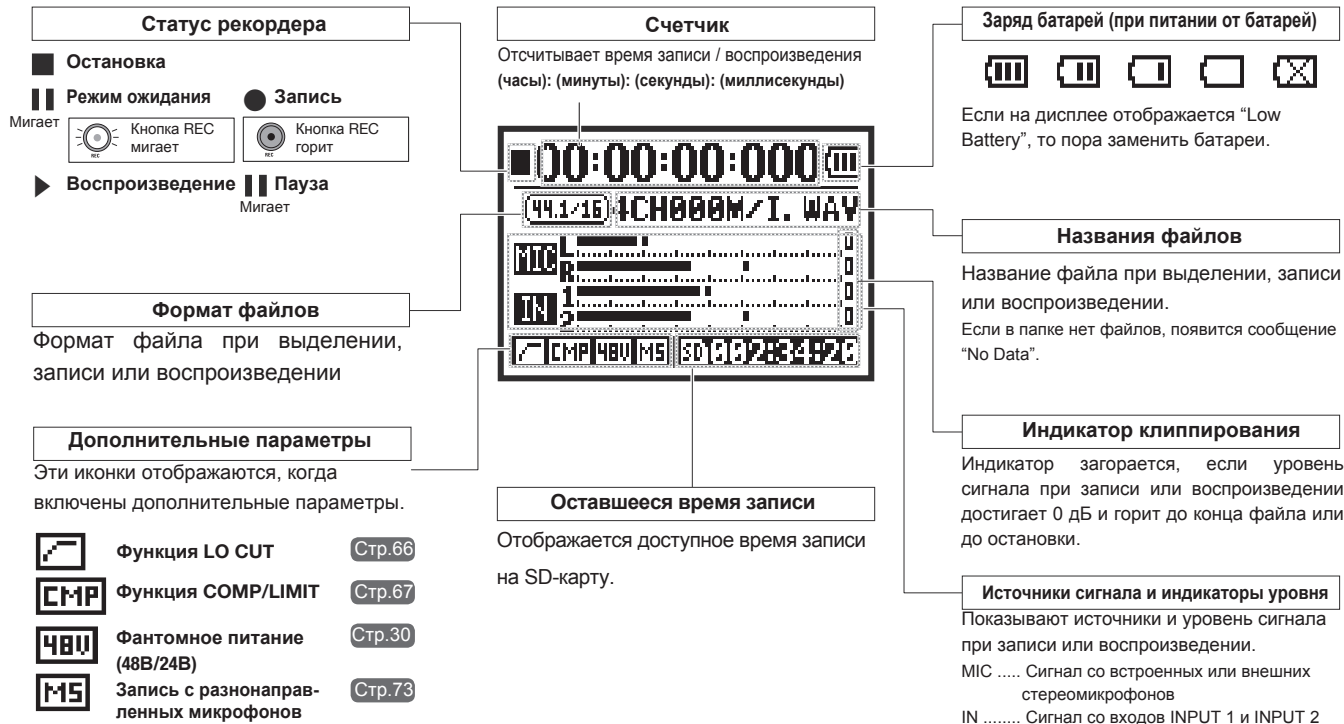 Статус рекордера
Остановка
Режим ожидания
Запись
Мигает
Кнопка REC
мигает
REC
Кнопка REC
горит
REC
Воспроизведение
Пауза
Мигает
Формат файлов
Формат файла при выделении,
записи или воспроизведении
Дополнительные параметры
Эти иконки отображаются, когда
включены дополнительные параметры.
Функция LO CUT
Стр.66
CMP
Функция COMP/LIMIT
Стр.67
48V
Фантомное питание
(48В/24В)
Стр.30
MS
Запись с разнонаправ-
ленных микрофонов
Стр.73
Счетчик
Отсчитывает время записи / воспроизведения
(часы): (минуты): (секунды): (миллисекунды)
00:00:00:000
44.1/16
4CH000M/I. WAV
MIC
L
R
IN
1
2
CMP 48V MS
SD
Оставшееся время записи
Отображается доступное время записи
на SD-карту.
Заряд батарей (при питании от батарей)
Если на дисплее отображается “Low
Battery”, то пора заменить батареи.
Названия файлов
Название файла при выделении, записи
или воспроизведении.
Если в папке нет файлов, появится сообщение
“No Data”.
Индикатор клиппирования
Индикатор загорается, если уровень
сигнала при записи или воспроизведении
достигает 0 дБ и горит до конца файла или
до остановки.
Источники сигнала и индикаторы уровня
Показывают источники и уровень сигнала
при записи или воспроизведении.
MIC ..... Сигнал со встроенных или внешних
стереомикрофонов
IN ........ Сигнал со входов INPUT 1 и INPUT 2